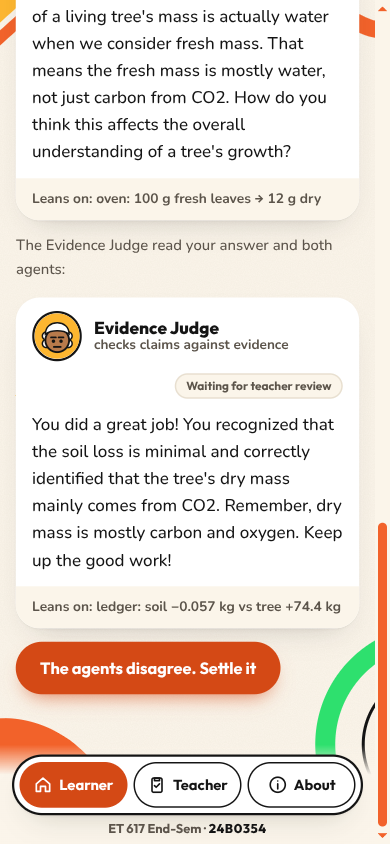 of a living tree's mass is actually water
when we consider fresh mass. That
means the fresh mass is mostly water,
not just carbon from CO2. How do you
think this affects the overall
understanding of a tree's growth?
Leans on: oven: 100 g fresh leaves → 12 g dry
The Evidence Judge read your answer and both
agents:
Evidence Judge
checks claims against evidence
Waiting for teacher review
You did a great job! You recognized that
the soil loss is minimal and correctly
identified that the tree's dry mass
mainly comes from CO2. Remember, dry
mass is mostly carbon and oxygen. Keep
up the good work!
Leans on: ledger: soil −0.057 kg vs tree +74.4 kg
The agents disagree. Settle it
Learner
Teacher
About
ET 617 End-Sem · 24B0354